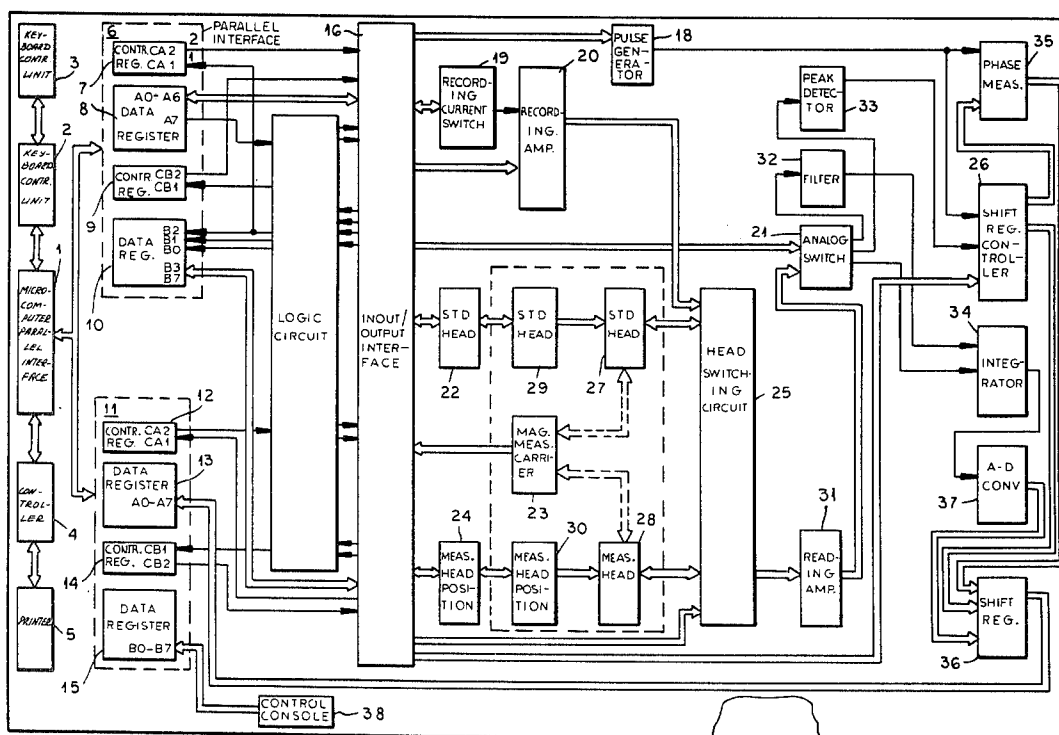 KEY-
BOARD
CONTR.
UNIT
3
2
KEY-
BOARD
CONTR.
UNIT
1
MICRO-
COM-
PUTER
PARAL-
LEL IN-
TER-
FACE
CON-
TROL-
LLER
4
PRINTER
5
PARALLEL
INTERFACE
6
CONTR. CA2
REG. CA1
2
1
7
A0-A6
DATA A7
REGISTER
8
CONTR. CB2
REG. CB1
9
B2
B1
DATA B0
REG. B3
B7
10
11
12
CONTR. CA2
REG. CA1
DATA
REGISTER
A0-A7
13
CONTR. CB1
REG. CB2
14
DATA
REGISTER
B0-B7
15
LOGIC
CIRCUIT
16
INOUT/
OUTPUT
INTER-
FACE
CONTROL
CONSOLE
38
PULSE
GEN-
ERATOR
18
19
RECORD-
ING
CURRENT
SWITCH
20
RECORD-
ING.
AMP.
STD
HEAD
22
STD
HEAD
29
STD
HEAD
27
MAG.
MEAS.
CARRI-
ER
23
24
MEAS.
HEAD
POSI-
TION
30
MEAS.
HEAD
POSI-
TION
28
MEAS.
HEAD
HEAD
SWITCH-
ING
CIRCUIT
25
PEAK
DETEC-
TOR
33
32
FILTER
21
ANALOG
SWITCH
31
READ-
ING
AMP.
35
PHASE
MEAS.
26
SHIFT
REG.
CON-
TROL-
LER
34
INTEG-
RATOR
A-D
CONV
37
SHIFT
REG.
36